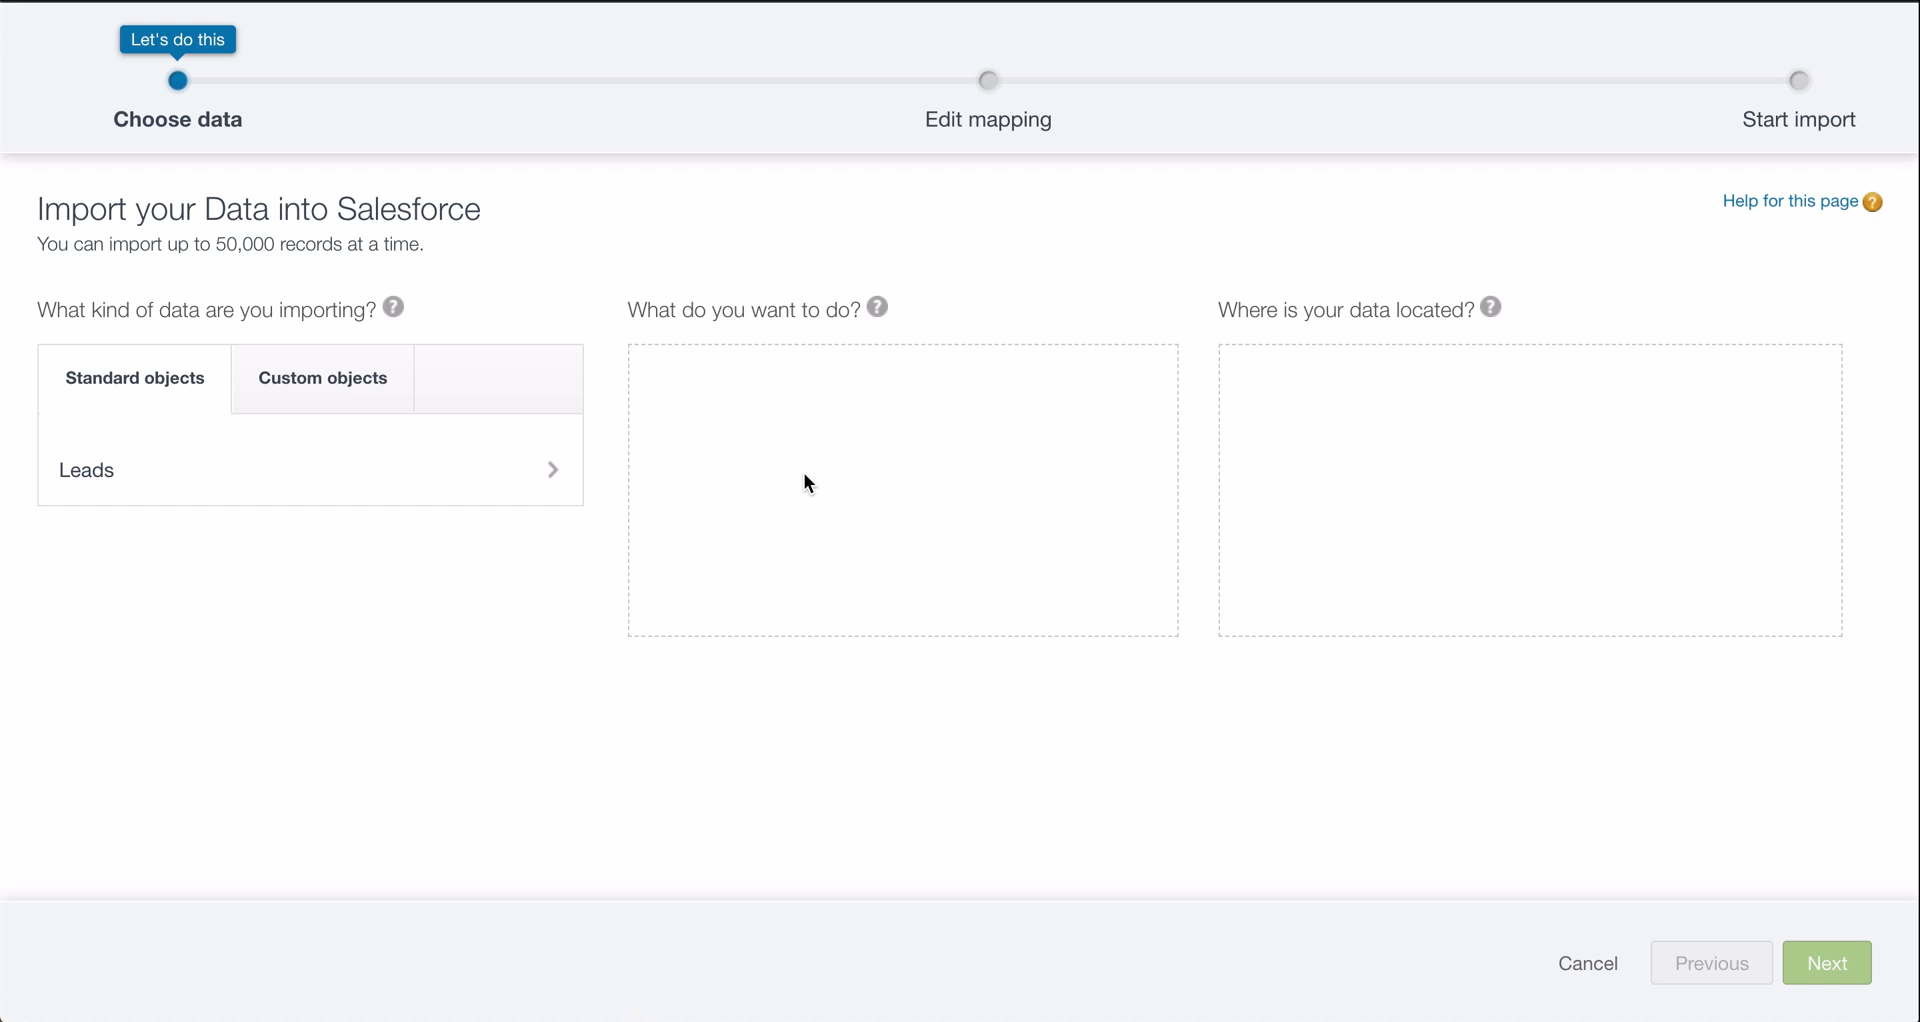 Let's do this
Choose data
Edit mapping
Start import
Import your Data into Salesforce
Help for this page ?
You can import up to 50,000 records at a time.
What kind of data are you importing? ?
What do you want to do? ?
Where is your data located? ?
Standard objects
Custom objects
Leads
Cancel
Previous
Next